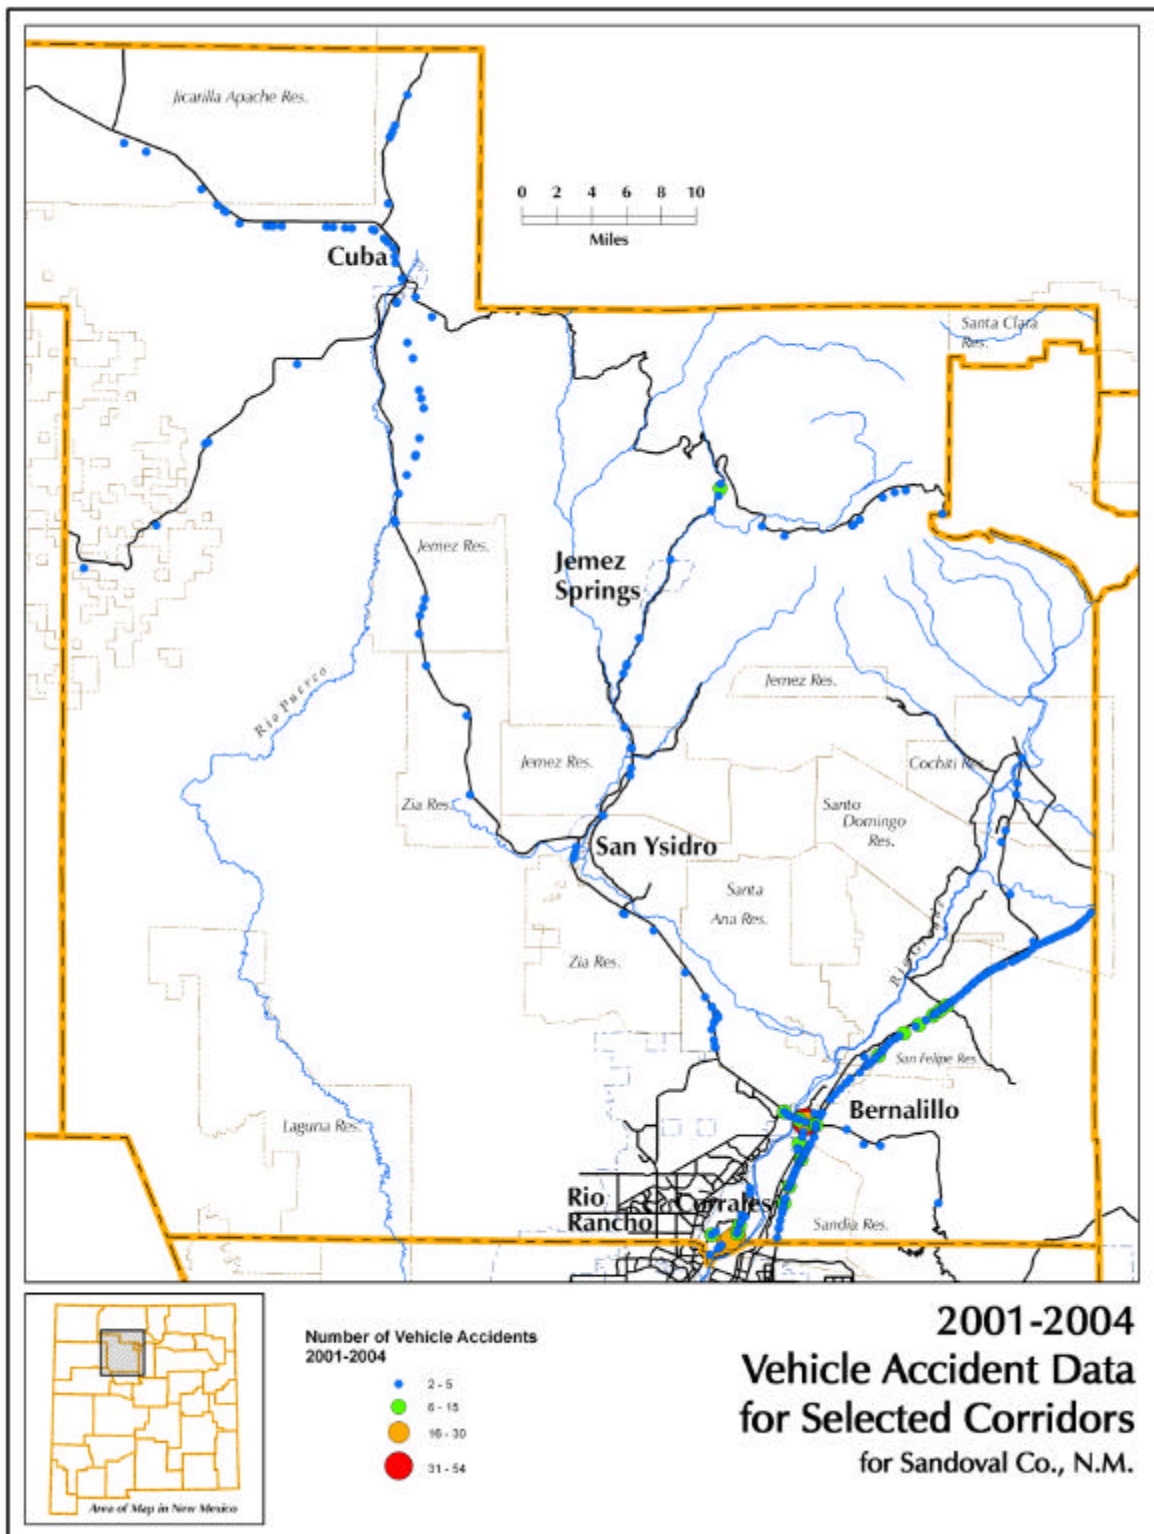 Jicarilla Apache Res.
0 2 4 6 8 10
Miles
Cuba
Santa Clara
Res.
Jemez Res.
Jemez
Springs
Rio Puerco
Jemez Res.
Jemez Res.
Cochiti Res.
Zia Res.
Santo
Domingo
Res.
San Ysidro
Santa
Ana Res.
Rio Grande
Zia Res.
San Felipe Res.
Bernalillo
Laguna Res.
Rio
Rancho
Corrales
Sandia Res.
2001-2004
Vehicle Accident Data
for Selected Corridors
for Sandoval Co., N.M.
Number of Vehicle Accidents
2001-2004
2 - 5
6 - 15
16 - 30
31 - 54
Area of Map in New Mexico